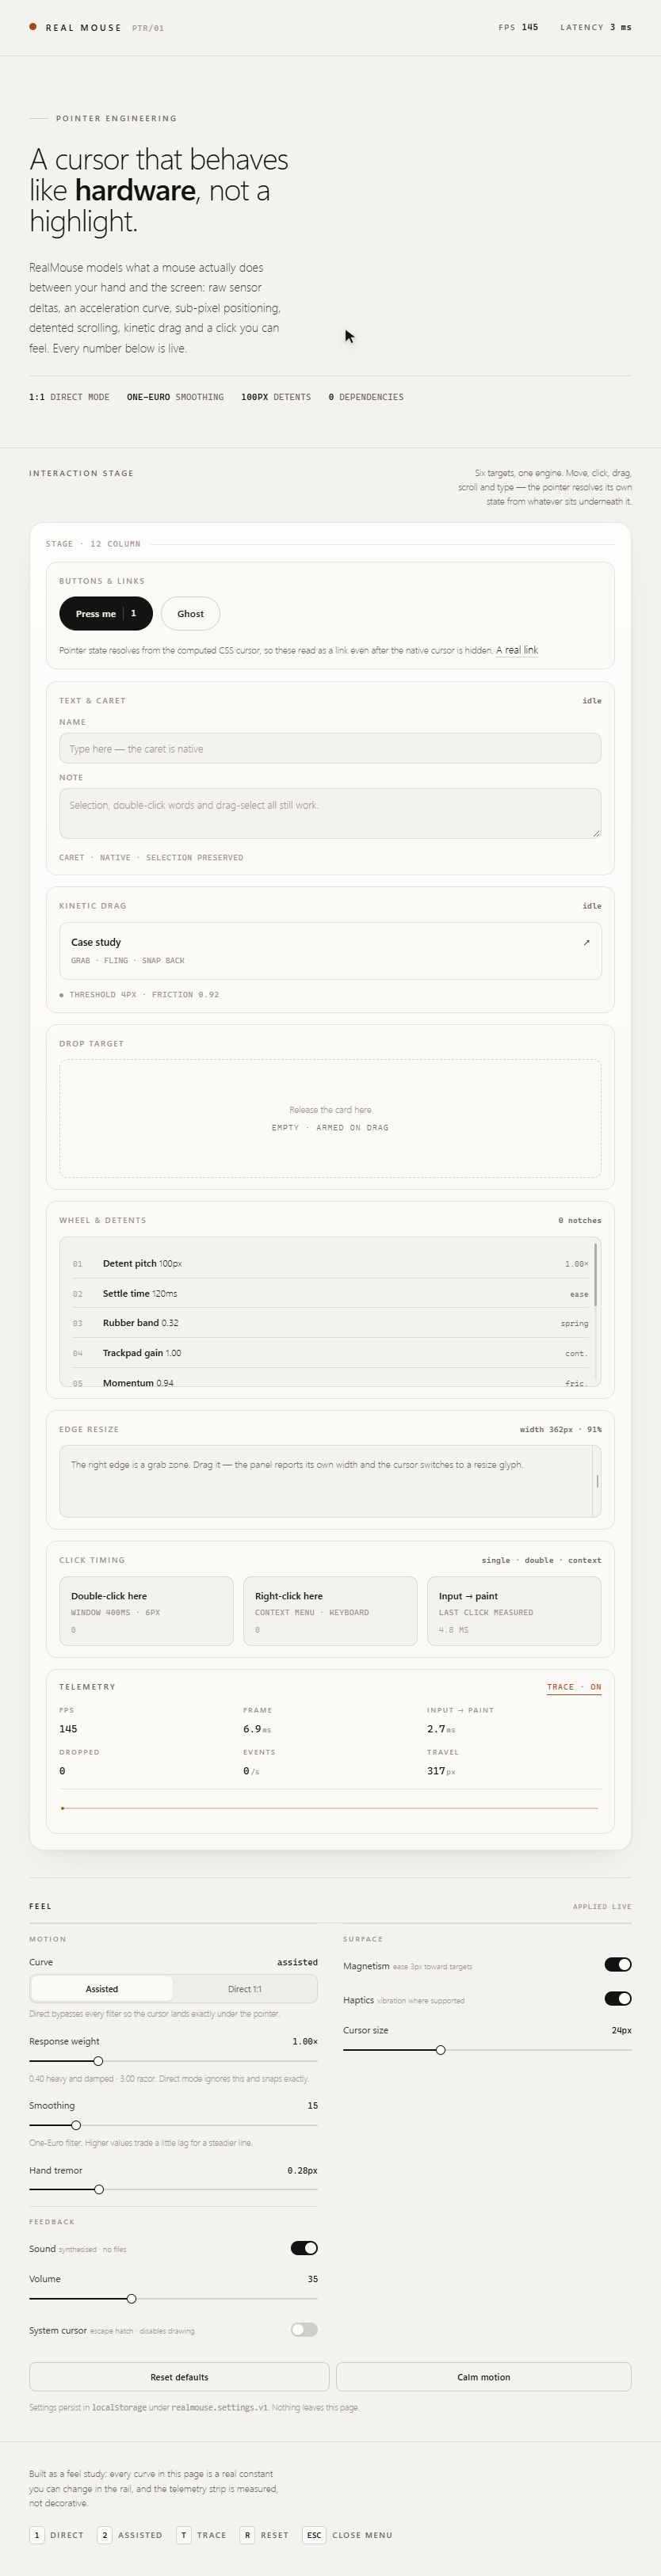 REAL MOUSE PTR/01 FPS 145 LATENCY 3 ms
POINTER ENGINEERING
A cursor that behaves
like hardware, not a
highlight.
RealMouse models what a mouse actually does
between your hand and the screen: raw sensor
deltas, an acceleration curve, sub-pixel positioning,
detented scrolling, kinetic drag and a click you can
feel. Every number below is live.
1:1 DIRECT MODE ONE-EURO SMOOTHING 100PX DETENTS 0 DEPENDENCIES
INTERACTION STAGE
Six targets, one engine. Move, click, drag,
scroll and type — the pointer resolves its own
state from whatever sits underneath it.
STAGE · 12 COLUMN
BUTTONS & LINKS
Press me 1 Ghost
Pointer state resolves from the computed CSS cursor, so these read as a link even after the native cursor is hidden. A real link
TEXT & CARET idle
NAME
Type here — the caret is native
NOTE
Selection, double-click words and drag-select all still work.
CARET · NATIVE · SELECTION PRESERVED
KINETIC DRAG idle
Case study ↗
GRAB · FLING · SNAP BACK
● THRESHOLD 4PX · FRICTION 0.92
DROP TARGET
Release the card here
EMPTY · ARMED ON DRAG
WHEEL & DETENTS 0 notches
01 Detent pitch 100px 1.00×
02 Settle time 120ms ease
03 Rubber band 0.32 spring
04 Trackpad gain 1.00 cont.
05 Momentum 0.94 fric.
EDGE RESIZE width 362px · 91%
The right edge is a grab zone. Drag it — the panel reports its own width and the cursor switches to a resize glyph.
CLICK TIMING single · double · context
Double-click here Right-click here Input → paint
WINDOW 400MS · 6PX CONTEXT MENU · KEYBOARD LAST CLICK MEASURED
0 0 4.8 MS
TELEMETRY TRACE · ON
FPS FRAME INPUT → PAINT
145 6.9ms 2.7ms
DROPPED EVENTS TRAVEL
0 0/s 317px
FEEL APPLIED LIVE
MOTION
Curve assisted
Assisted Direct 1:1
Direct bypasses every filter so the cursor lands exactly under the pointer.
Response weight 1.00×
0.40 heavy and damped · 3.00 razor. Direct mode ignores this and snaps exactly.
Smoothing 15
One-Euro filter. Higher values trade a little lag for a steadier line.
Hand tremor 0.28px
FEEDBACK
Sound synthesised · no files
Volume 35
System cursor escape hatch · disables drawing
SURFACE
Magnetism ease 3px toward targets
Haptics vibration where supported
Cursor size 24px
Reset defaults Calm motion
Settings persist in localStorage under realmouse.settings.v1. Nothing leaves this page.
Built as a feel study: every curve in this page is a real constant
you can change in the rail, and the telemetry strip is measured,
not decorative.
1 DIRECT 2 ASSISTED T TRACE R RESET ESC CLOSE MENU